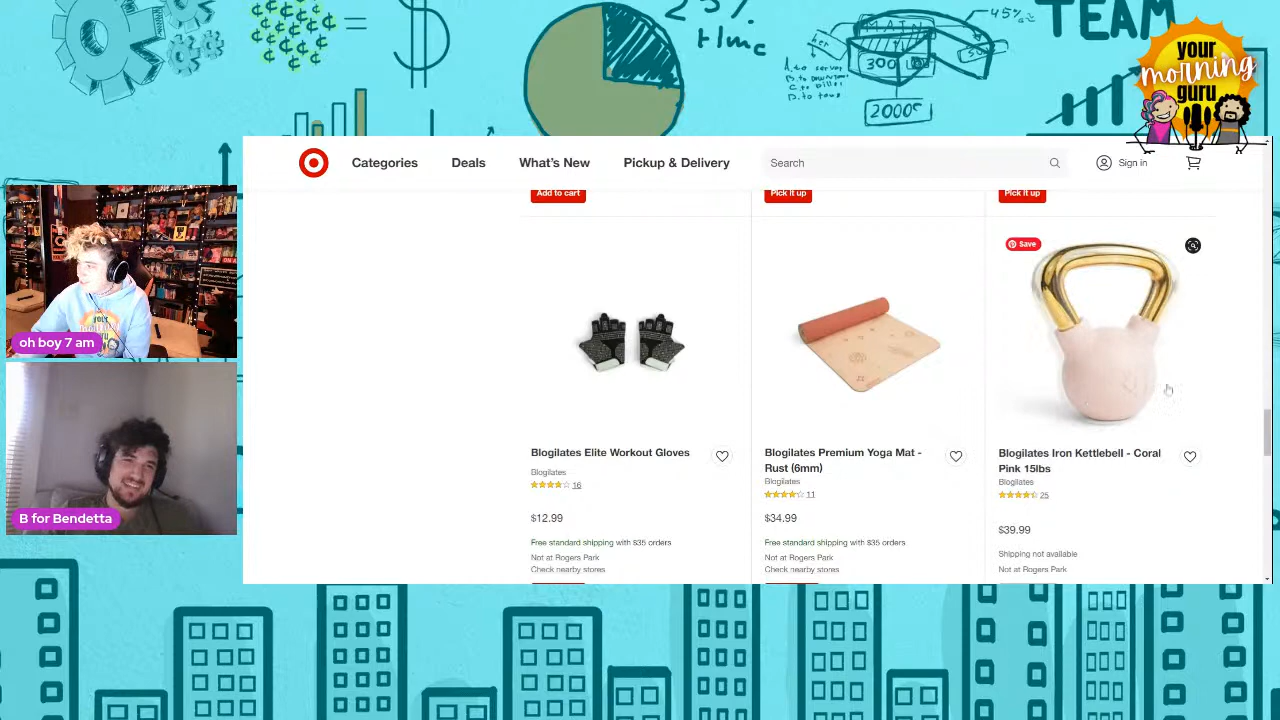 25%
time
MAIN
45%
TEAM
300
2000€
your
morning
guru
Categories
Deals
What's New
Pickup & Delivery
Search
Sign in
Add to cart
Pick it up
Pick it up
Save
oh boy 7 am
B for Bendetta
Blogilates Elite Workout Gloves
Blogilates
16
$12.99
Free standard shipping with $35 orders
Not at Rogers Park
Check nearby stores
Blogilates Premium Yoga Mat -
Rust (6mm)
Blogilates
11
$34.99
Free standard shipping with $35 orders
Not at Rogers Park
Check nearby stores
Blogilates Iron Kettlebell - Coral
Pink 15lbs
Blogilates
25
$39.99
Shipping not available
Not at Rogers Park